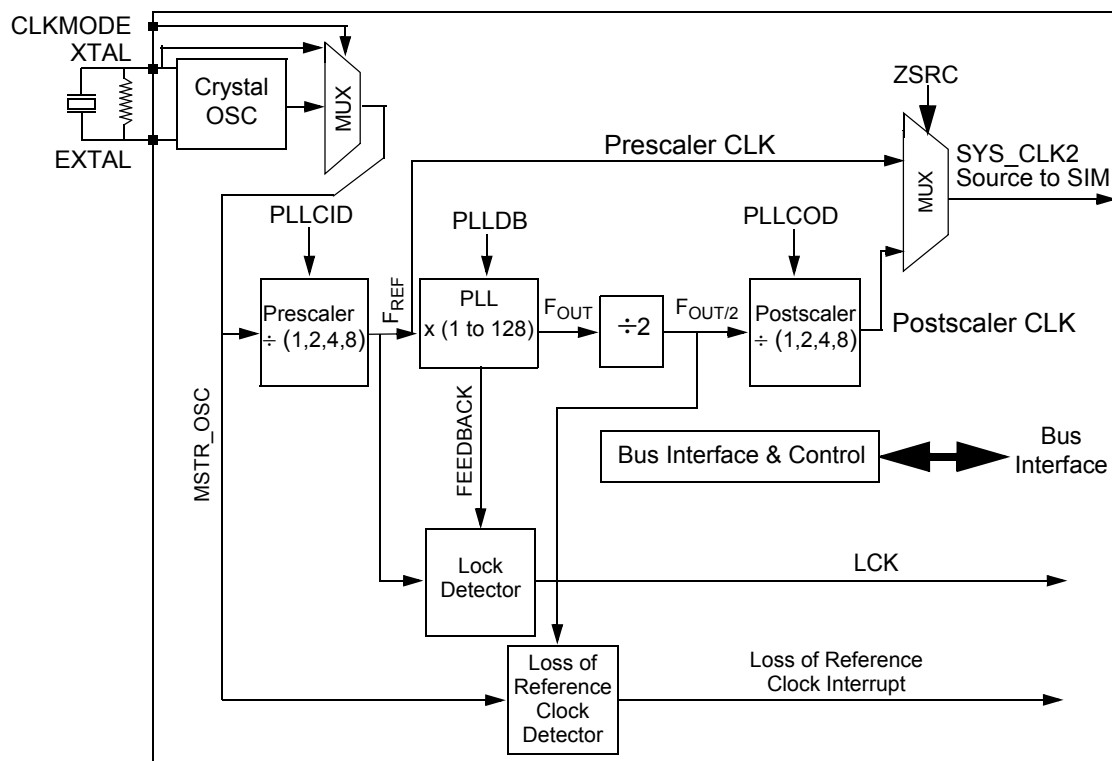 CLKMODE
XTAL
EXTAL
Crystal
OSC
MUX
ZSRC
Prescaler CLK
MUX
SYS_CLK2
Source to SIM
PLLCID
PLLDB
PLLCOD
Prescaler
÷ (1,2,4,8)
FREF
PLL
x (1 to 128)
FOUT
÷2
FOUT/2
Postscaler
÷ (1,2,4,8)
Postscaler CLK
MSTR_OSC
FEEDBACK
Bus Interface & Control
Bus
Interface
Lock
Detector
LCK
Loss of
Reference
Clock
Detector
Loss of Reference
Clock Interrupt